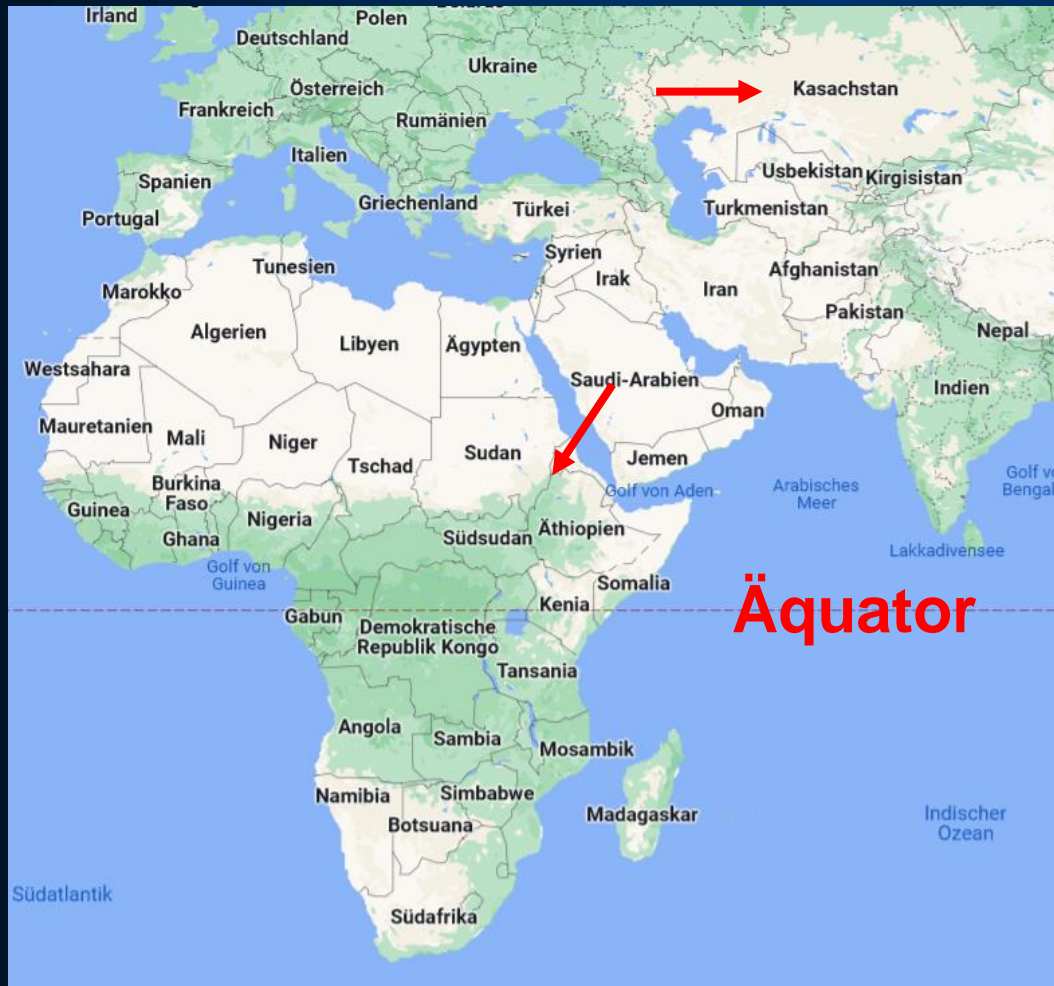 Irland
Polen
Deutschland
Ukraine
Österreich
Kasachstan
Frankreich
Rumänien
Italien
Usbekistan
Kirgisistan
Spanien
Griechenland
Türkei
Turkmenistan
Portugal
Syrien
Tunesien
Irak
Afghanistan
Marokko
Iran
Pakistan
Algerien
Libyen
Ägypten
Nepal
Westsahara
Saudi-Arabien
Indien
Oman
Mauretanien
Mali
Niger
Sudan
Tschad
Jemen
Burkina
Faso
Golf von Aden
Arabisches
Meer
Guinea
Nigeria
Ghana
Südsudan
Äthiopien
Lakkadivensee
Golf von
Guinea
Somalia
Kenia
Äquator
Gabun
Demokratische
Republik Kongo
Tansania
Angola
Sambia
Mosambik
Namibia
Simbabwe
Madagaskar
Botsuana
Indischer
Ozean
Südatlantik
Südafrika